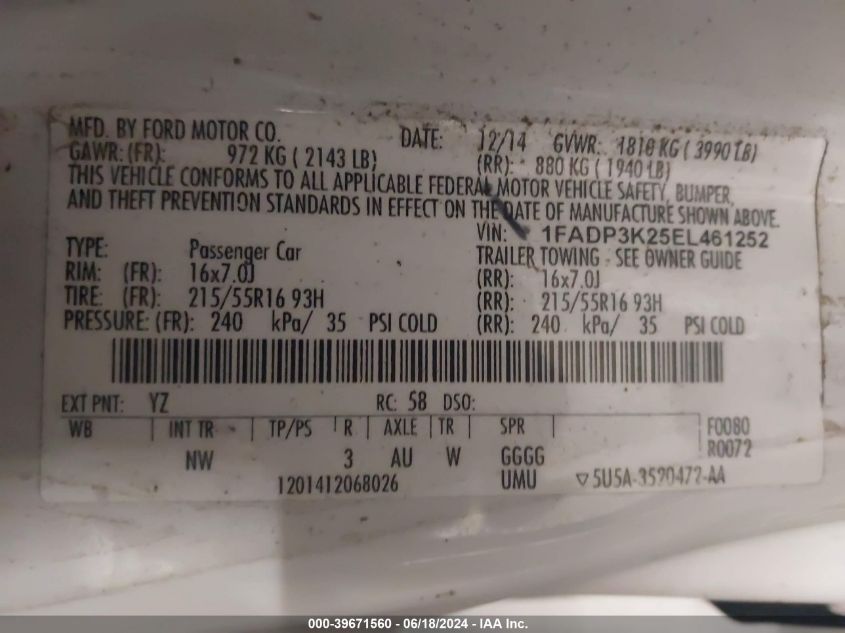 MFD. BY FORD MOTOR CO. DATE: 12/14 GVWR: 1810 KG ( 3990 LB)
GAWR: (FR): 972 KG ( 2143 LB) (RR): 880 KG ( 1940 LB)
THIS VEHICLE CONFORMS TO ALL APPLICABLE FEDERAL MOTOR VEHICLE SAFETY, BUMPER,
AND THEFT PREVENTION STANDARDS IN EFFECT ON THE DATE OF MANUFACTURE SHOWN ABOVE.
VIN: 1FADP3K25EL461252
TYPE: Passenger Car TRAILER TOWING - SEE OWNER GUIDE
RIM: (FR): 16x7.0J (RR): 16x7.0J
TIRE: (FR): 215/55R16 93H (RR): 215/55R16 93H
PRESSURE: (FR): 240 kPa/ 35 PSI COLD (RR): 240 kPa/ 35 PSI COLD
EXT PNT: YZ RC: 58 DSO:
WB INT TR TP/PS R AXLE TR SPR F0080
R0072
NW 3 AU W GGGG
1201412068026 UMU ▽5U5A-3520472-AA
000-39671560 - 06/18/2024 - IAA Inc.